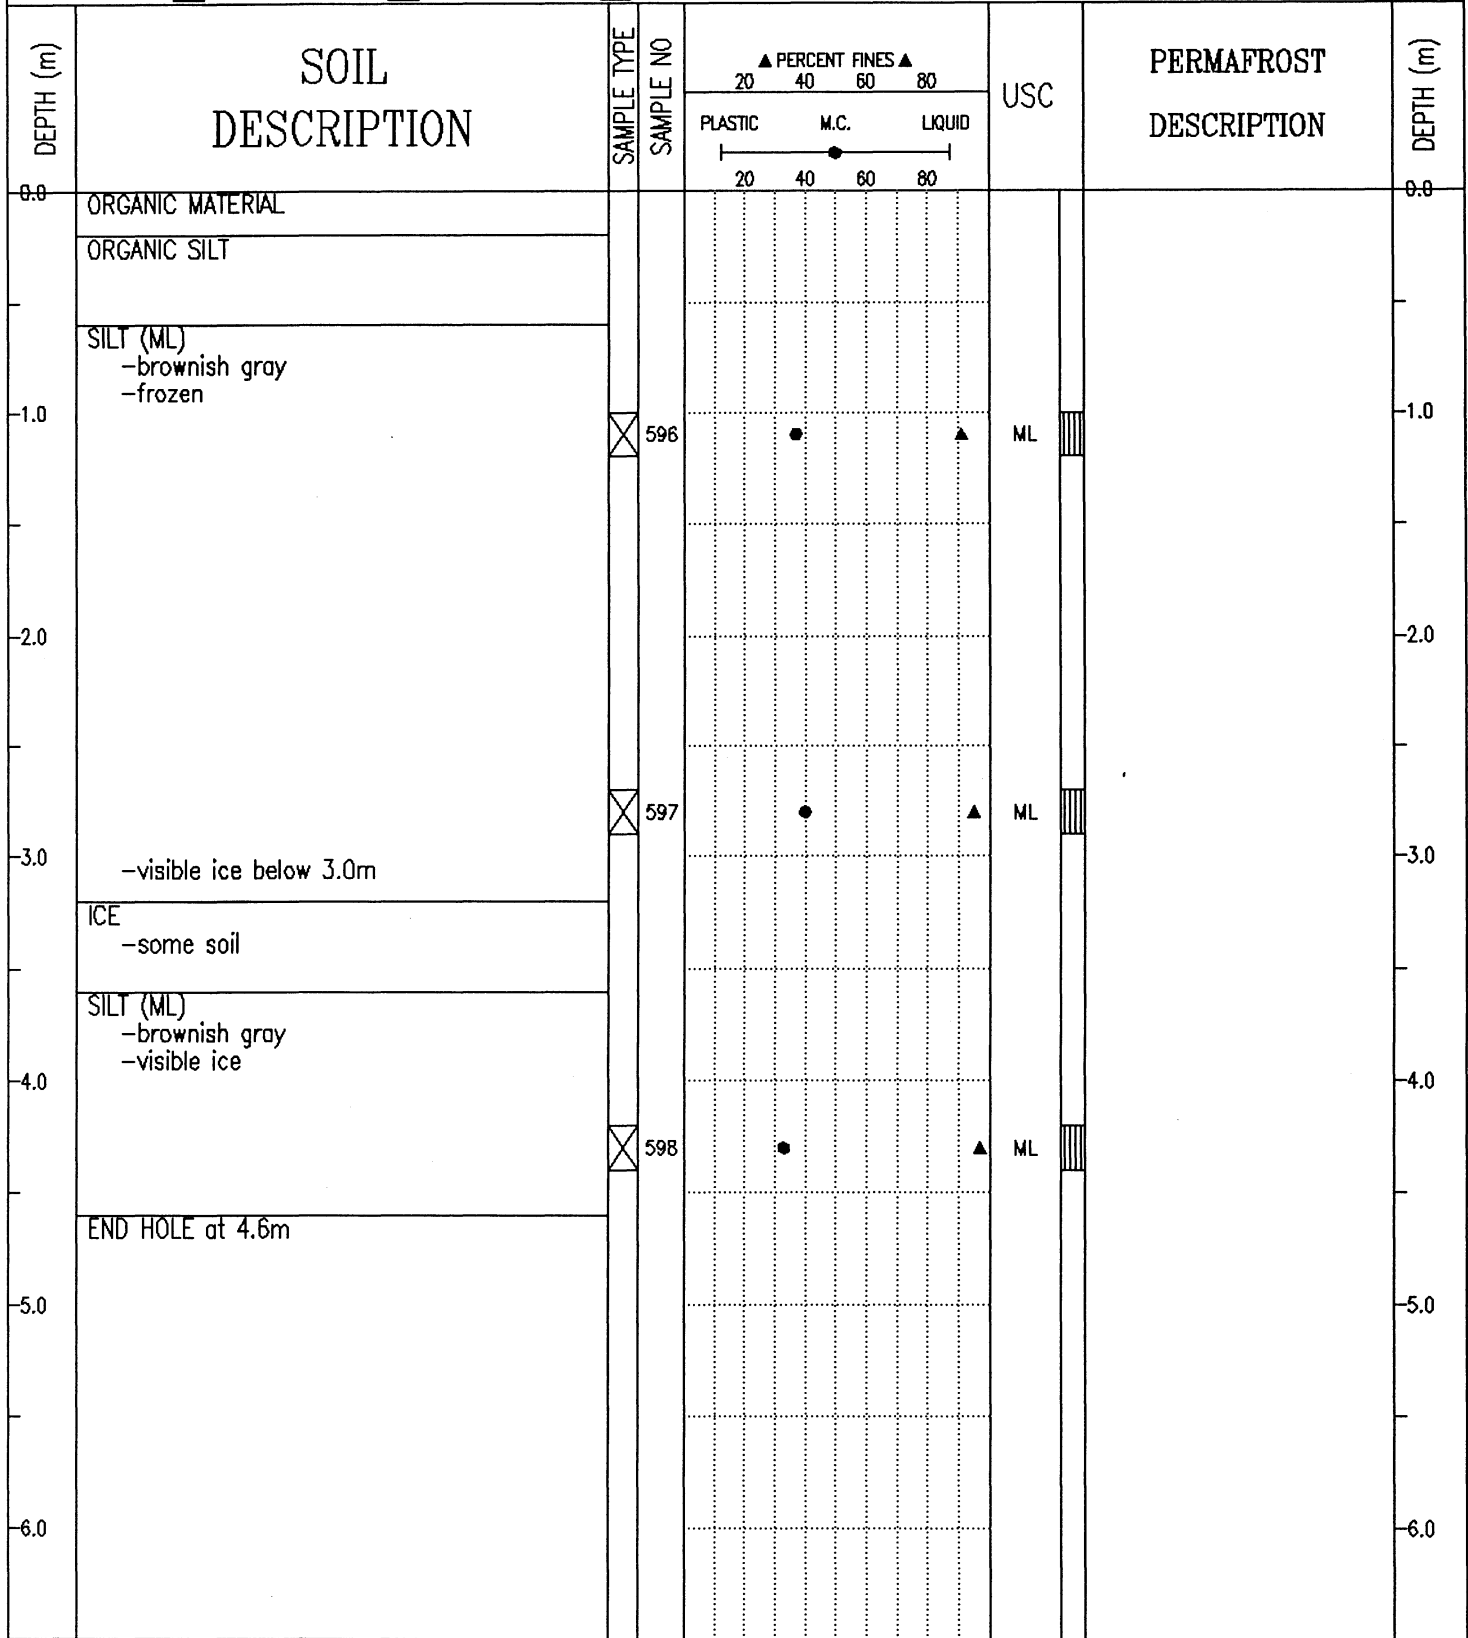 DEPTH (m)
SOIL
DESCRIPTION
SAMPLE TYPE
SAMPLE NO
▲ PERCENT FINES ▲
20 40 60 80
PLASTIC M.C. LIQUID
20 40 60 80
USC
PERMAFROST
DESCRIPTION
DEPTH (m)
0.0 0.0
ORGANIC MATERIAL
ORGANIC SILT
SILT (ML)
-brownish gray
-frozen
1.0 1.0
596 ML
2.0 2.0
597 ML
3.0 3.0
-visible ice below 3.0m
ICE
-some soil
SILT (ML)
-brownish gray
-visible ice
4.0 4.0
598 ML
END HOLE at 4.6m
5.0 5.0
6.0 6.0